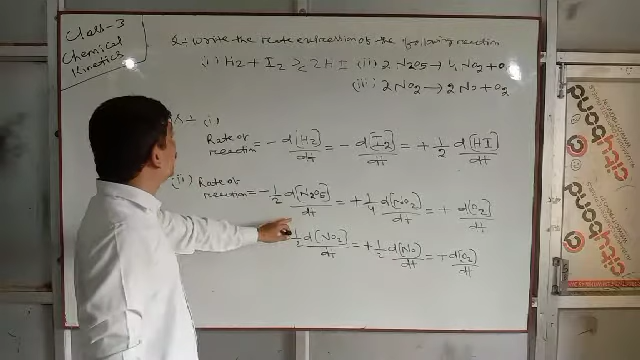 Class-3
Chemical
Kinetics
Q:- Write the rate expression of the following reaction
(i) H2 + I2 ⇌ 2HI (ii) 2N2O5 → 4NO2 + O
(iii) 2NO2 → 2NO + O2
(i)
Rate of
reaction = - d[H2]/dt = - d[I2]/dt = + 1/2 d[HI]/dt
(ii) Rate of
reaction = - 1/2 d[N2O5]/dt = + 1/4 d[NO2]/dt = + d[O2]/dt
1/2 d[NO2]/dt = + 1/2 d[NO]/dt = + d[O2]/dt